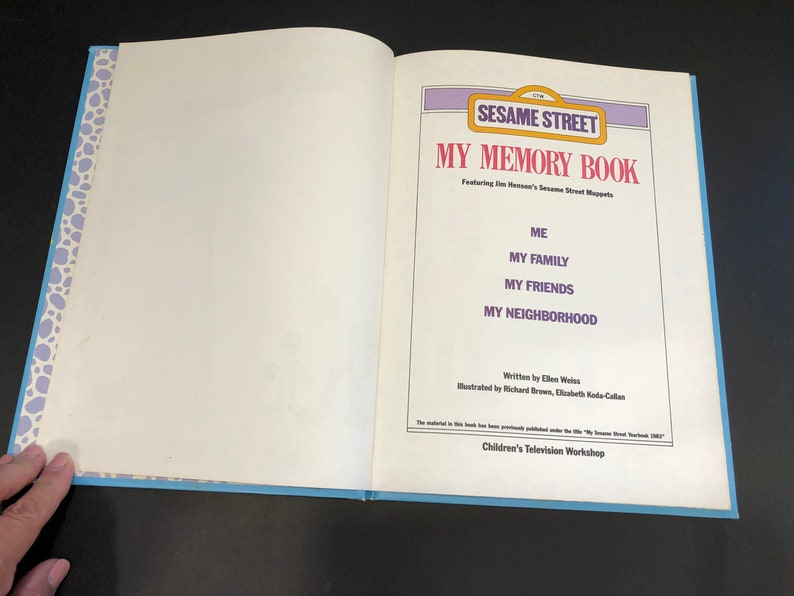 CTW
SESAME STREET
MY MEMORY BOOK
Featuring Jim Henson's Sesame Street Muppets
ME
MY FAMILY
MY FRIENDS
MY NEIGHBORHOOD
Written by Ellen Weiss
Illustrated by Richard Brown, Elizabeth Koda-Callan
The material in this book has been previously published under the title "My Sesame Street Yearbook 1983"
Children's Television Workshop